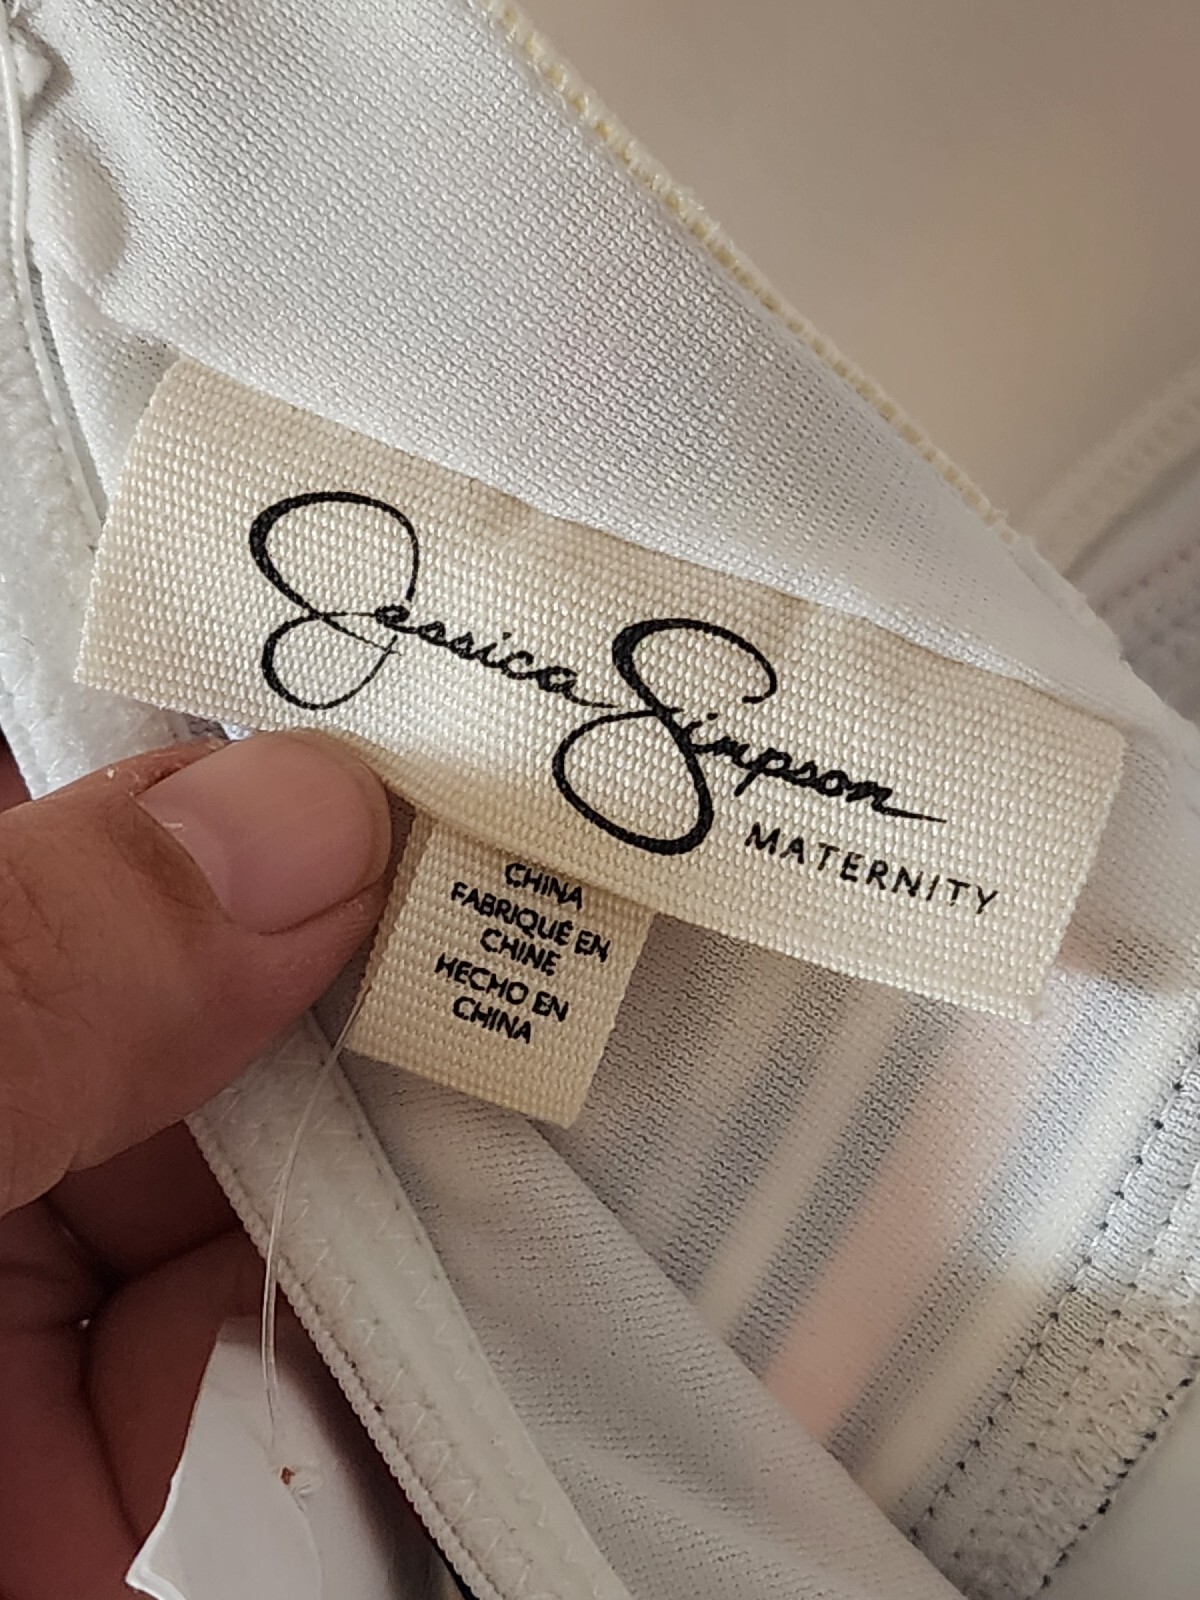 Jessica Simpson
MATERNITY
CHINA
FABRIQUÉ EN
CHINE
HECHO EN
CHINA